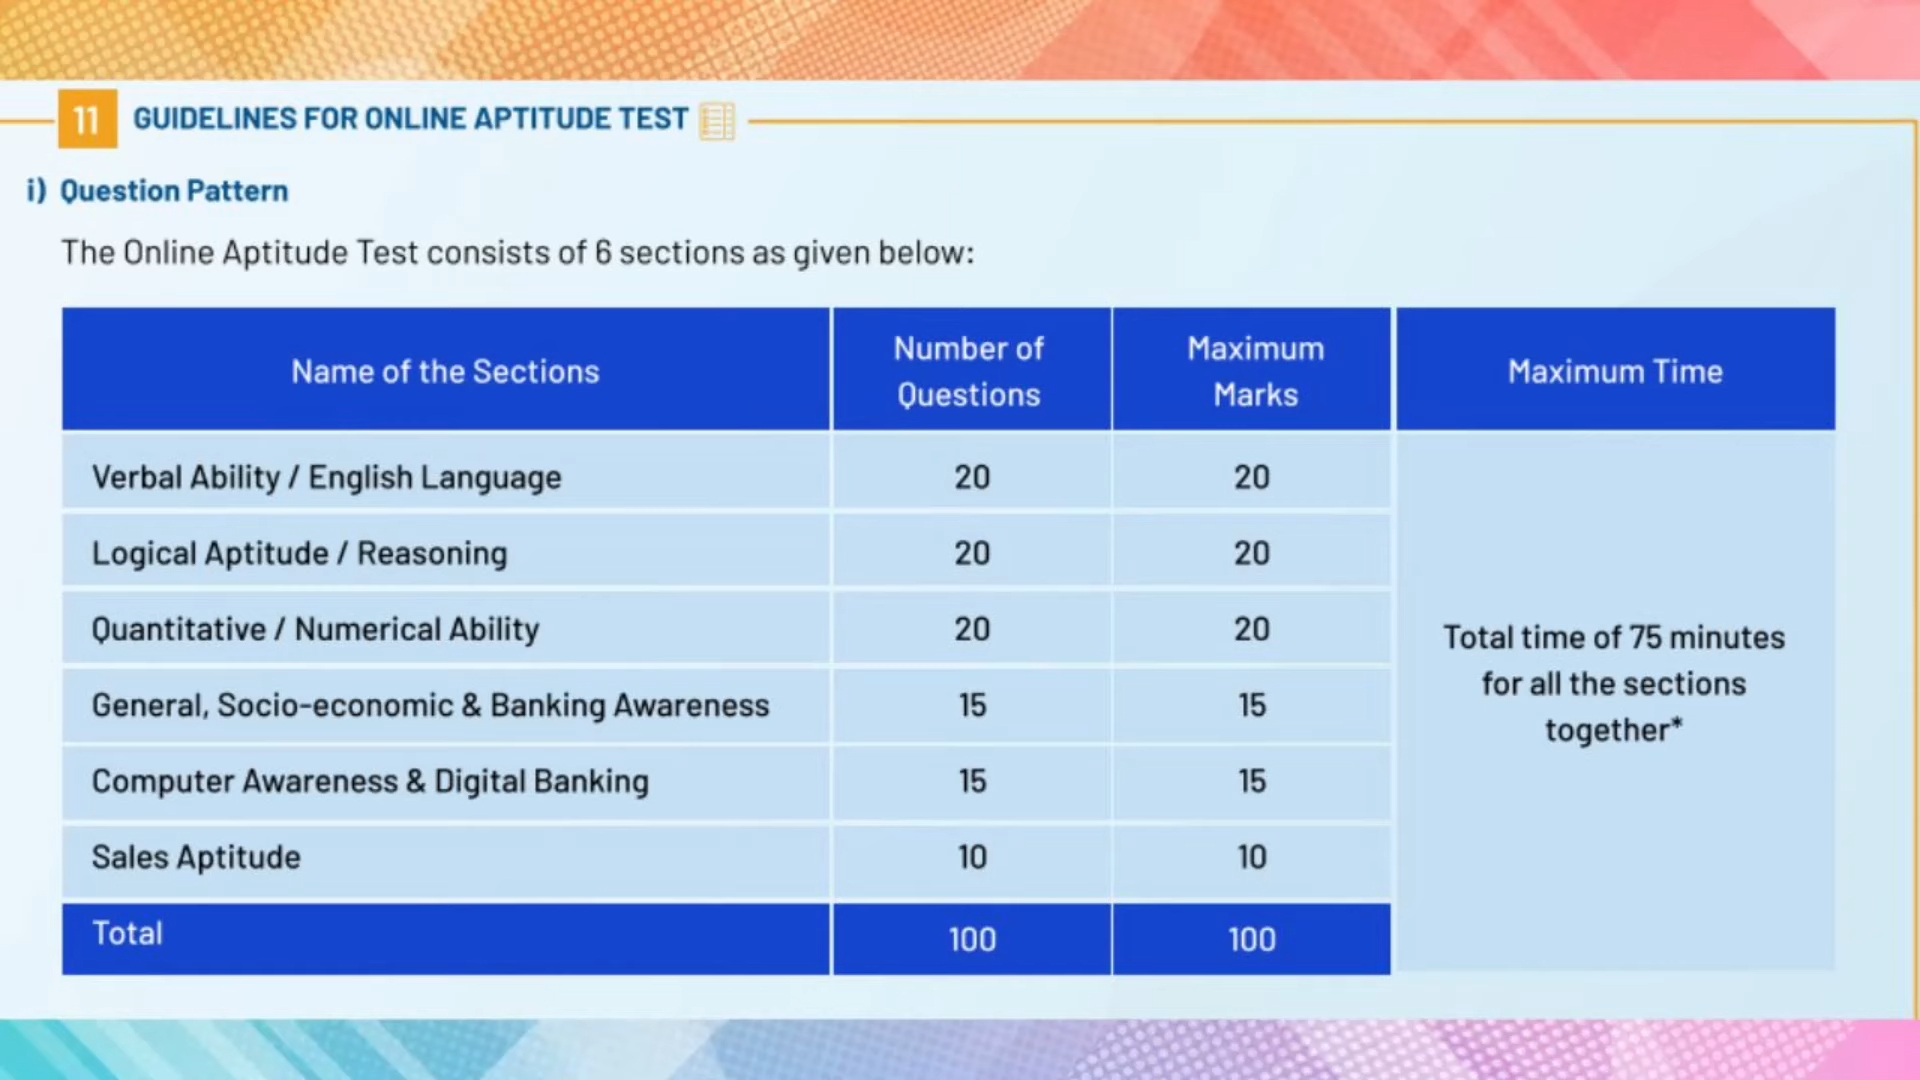 11 GUIDELINES FOR ONLINE APTITUDE TEST
i) Question Pattern
The Online Aptitude Test consists of 6 sections as given below:
Name of the Sections Number of Questions Maximum Marks Maximum Time
Verbal Ability / English Language 20 20
Logical Aptitude / Reasoning 20 20
Quantitative / Numerical Ability 20 20
General, Socio-economic & Banking Awareness 15 15
Computer Awareness & Digital Banking 15 15
Sales Aptitude 10 10
Total 100 100
Total time of 75 minutes
for all the sections
together*